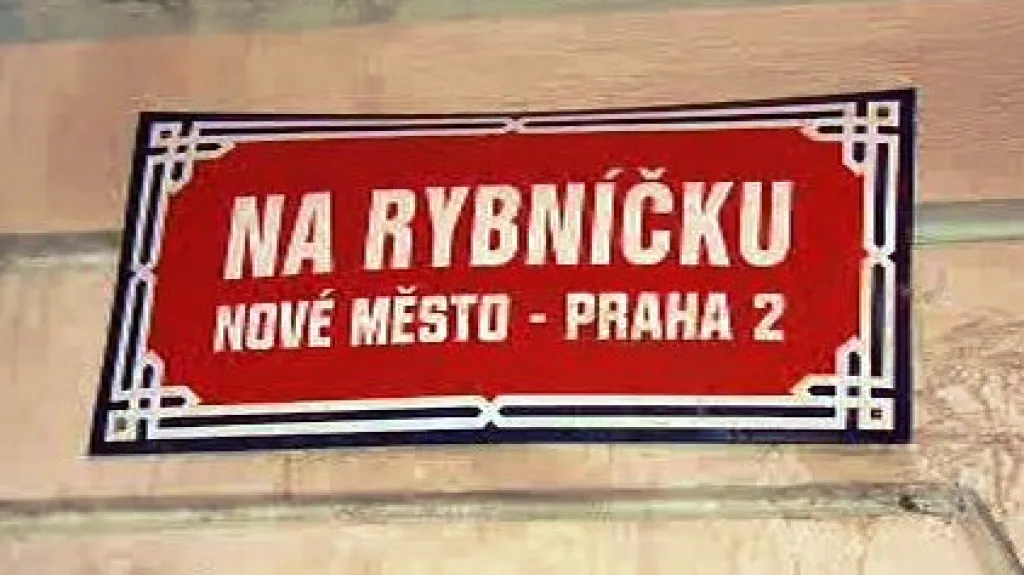 NA RYBNÍČKU
NOVÉ MĚSTO - PRAHA 2